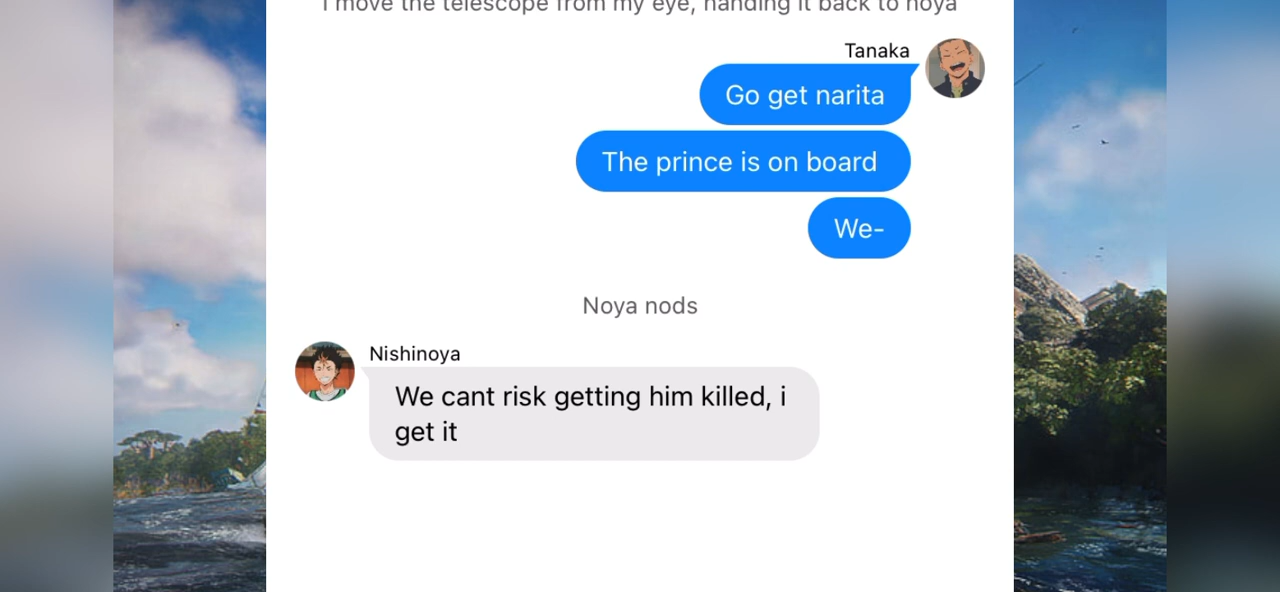 I move the telescope from my eye, handing it back to noya
Tanaka
Go get narita
The prince is on board
We-
Noya nods
Nishinoya
We cant risk getting him killed, i
get it